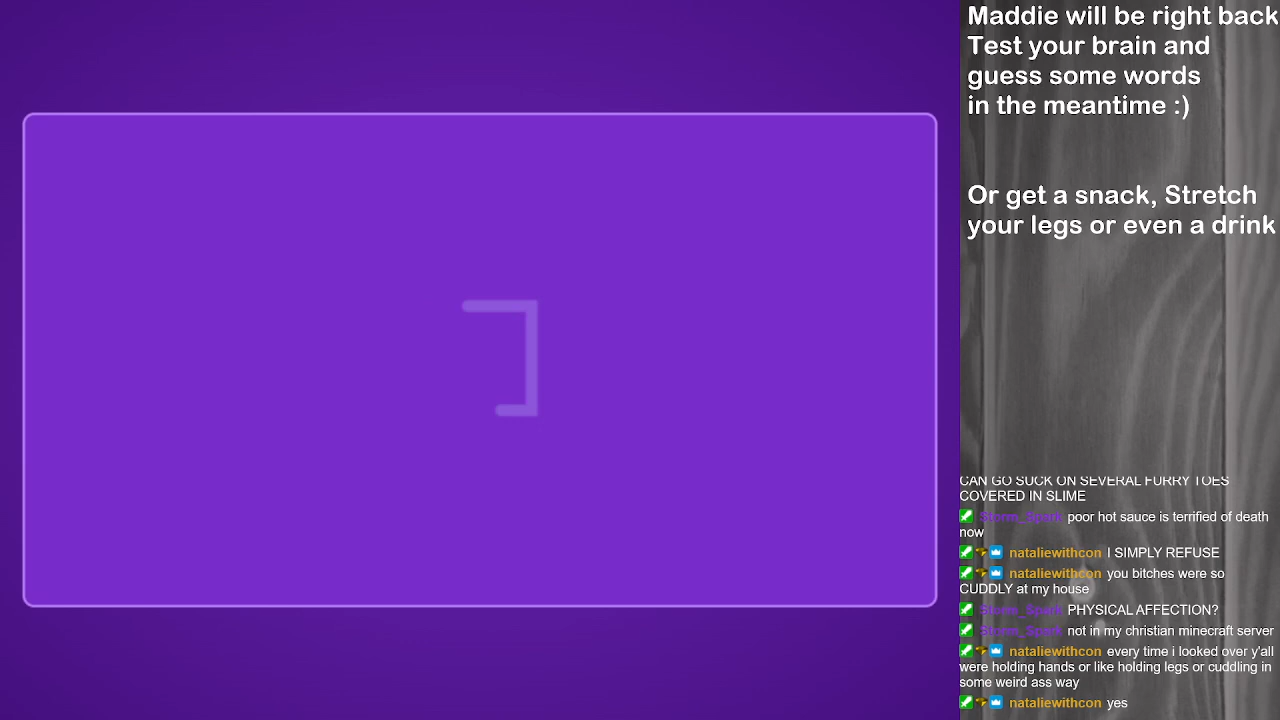 Maddie will be right back
Test your brain and
guess some words
in the meantime :)
Or get a snack, Stretch
your legs or even a drink
CAN GO SUCK ON SEVERAL FURRY TOES
COVERED IN SLIME
Storm_Spark poor hot sauce is terrified of death
now
nataliewithcon I SIMPLY REFUSE
nataliewithcon you bitches were so
CUDDLY at my house
Storm_Spark PHYSICAL AFFECTION?
Storm_Spark not in my christian minecraft server
nataliewithcon every time i looked over y'all
were holding hands or like holding legs or cuddling in
some weird ass way
nataliewithcon yes